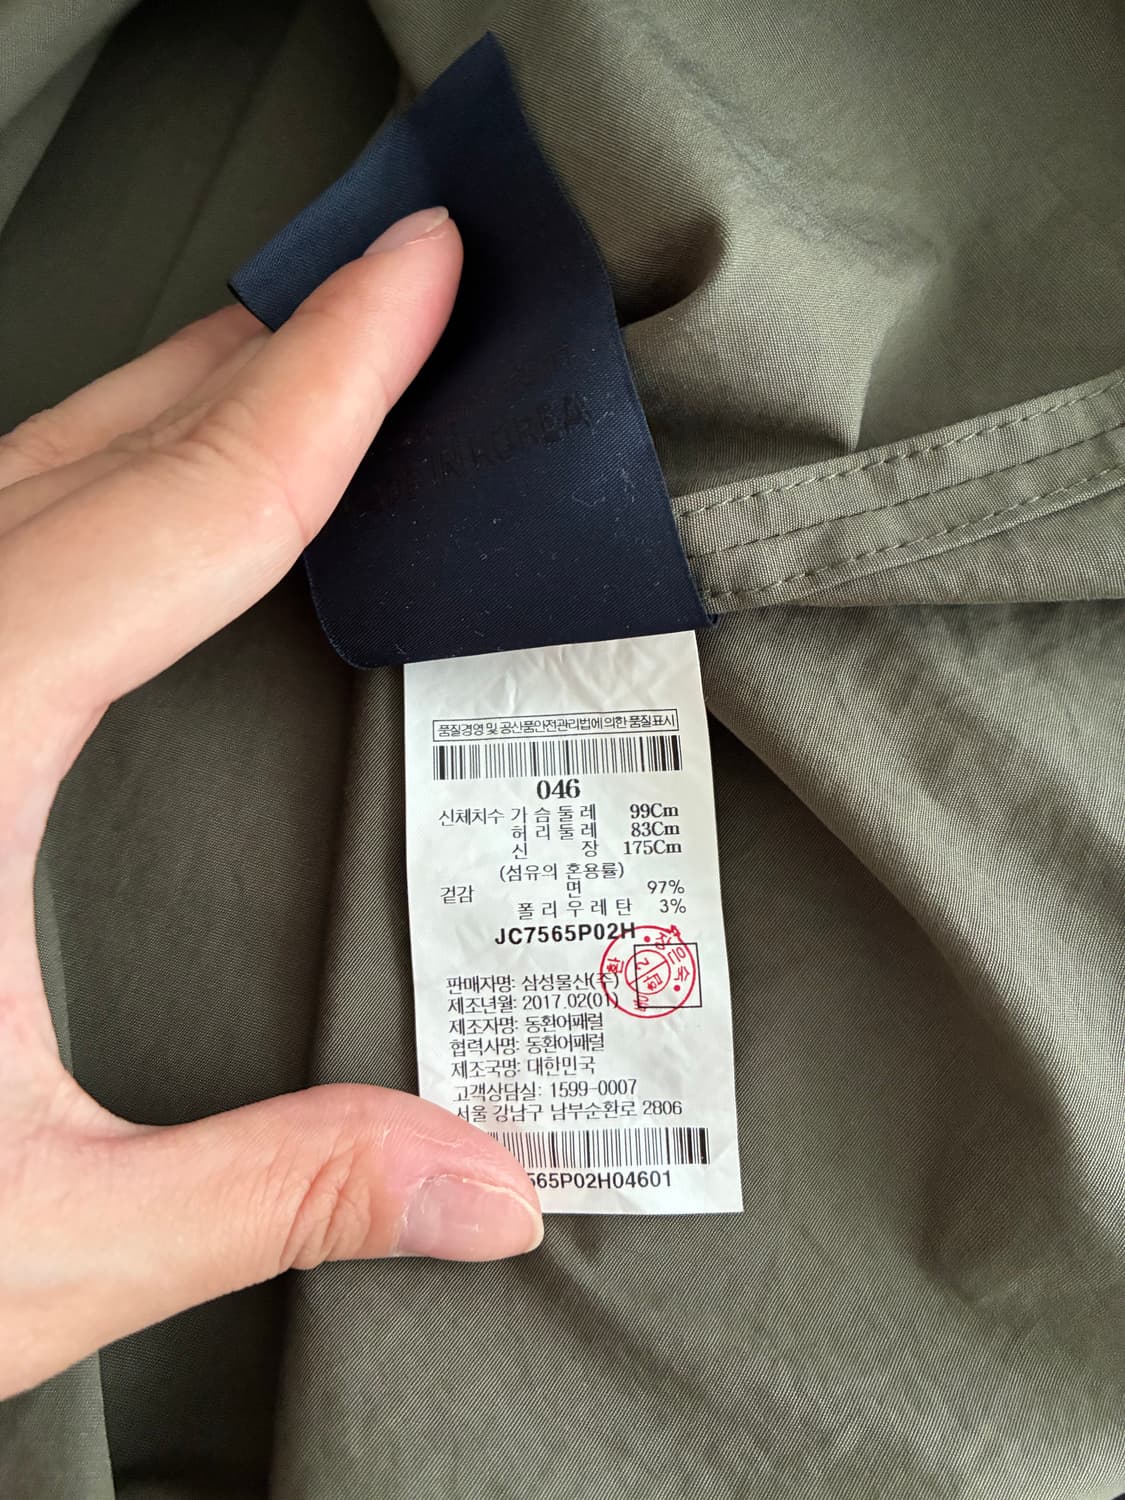 IN KOREA
품질경영 및 공산품안전관리법에 의한 품질표시
046
신체치수 가슴둘레 99Cm
허리둘레 83Cm
신 장 175Cm
(섬유의 혼용률)
겉감 면 97%
폴리우레탄 3%
JC7565P02H
판매자명: 삼성물산(주)
제조년월: 2017.02(01)
제조자명: 동환어패럴
협력사명: 동환어패럴
제조국명: 대한민국
고객상담실: 1599-0007
서울 강남구 남부순환로 2806
565P02H04601